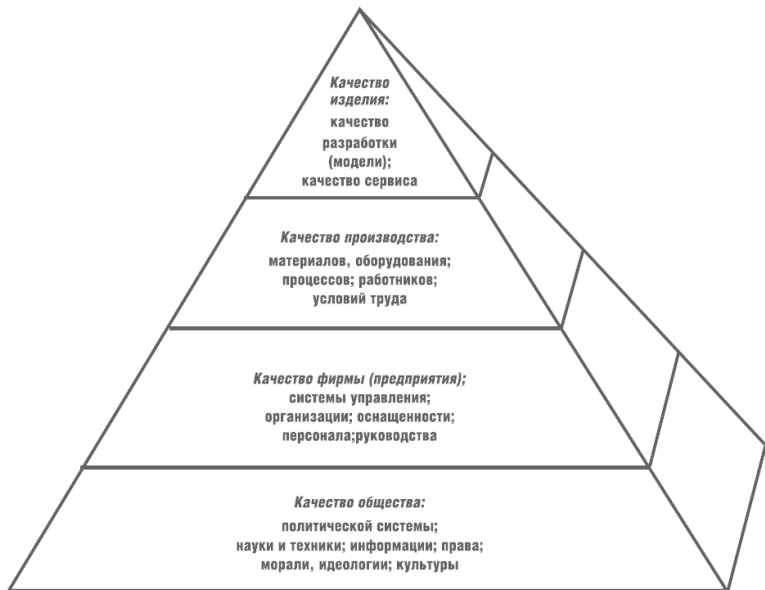 Качество
изделия:
качество
разработки
(модели);
качество сервиса
Качество производства:
материалов, оборудования;
процессов; работников;
условий труда
Качество фирмы (предприятия);
системы управления;
организации; оснащенности;
персонала;руководства
Качество общества:
политической системы;
науки и техники; информации; права;
морали, идеологии; культуры